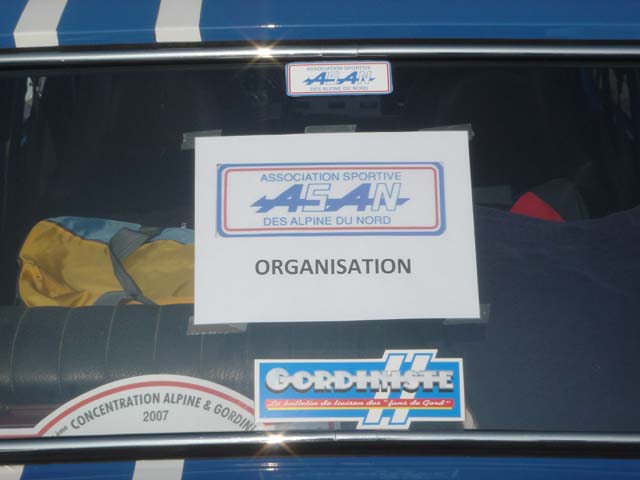 ASSOCIATION SPORTIVE
ASAN
DES ALPINE DU NORD
ASSOCIATION SPORTIVE
ASAN
DES ALPINE DU NORD
ORGANISATION
GORDINISTE
Le bulletin de liaison des "fans du Gord"
ème CONCENTRATION ALPINE & GORDINI
2007